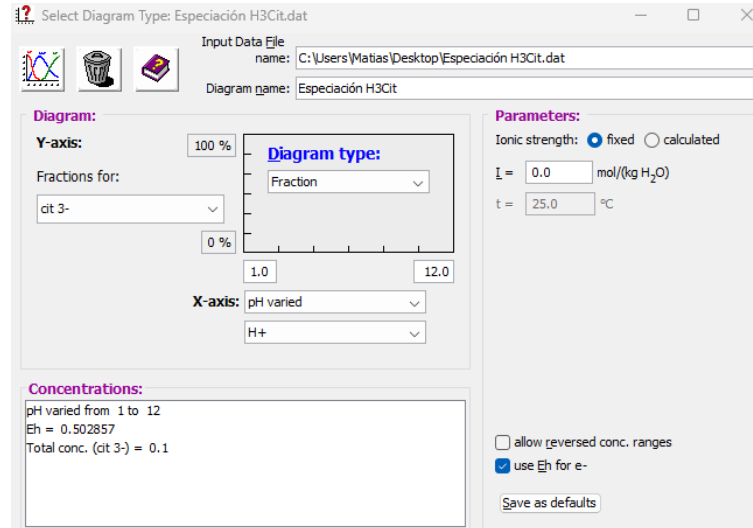 Select Diagram Type: Especiación H3Cit.dat
Input Data File
name: C:\Users\Matias\Desktop\Especiación H3Cit.dat
Diagram name: Especiación H3Cit
Diagram:
Y-axis:
100 %
Diagram type:
Fractions for:
Fraction
cit 3-
0 %
1.0 12.0
X-axis: pH varied
H+
Parameters:
Ionic strength: fixed calculated
I = 0.0 mol/(kg H2O)
t = 25.0 ºC
Concentrations:
pH varied from 1 to 12
Eh = 0.502857
Total conc. (cit 3-) = 0.1
allow reversed conc. ranges
use Eh for e-
Save as defaults